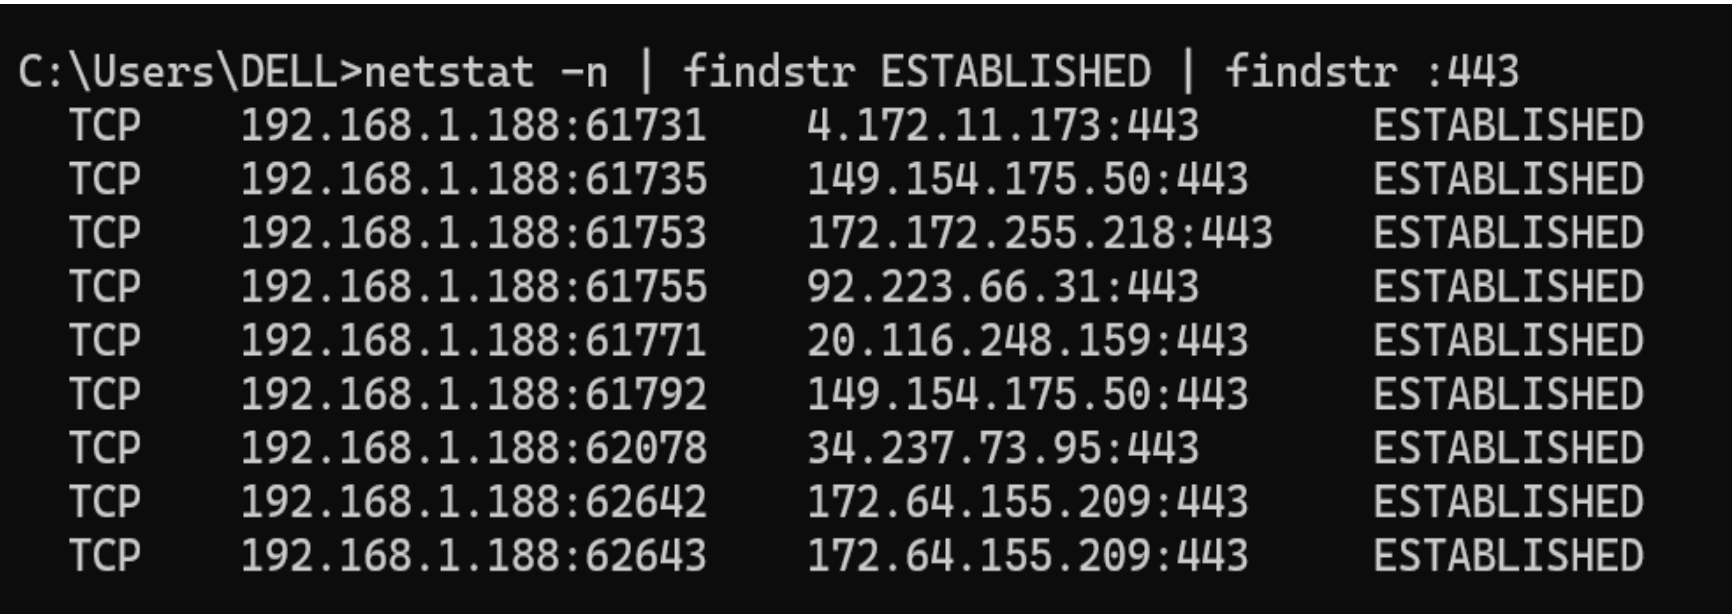 C:\Users\DELL>netstat -n | findstr ESTABLISHED | findstr :443
TCP    192.168.1.188:61731    4.172.11.173:443       ESTABLISHED
TCP    192.168.1.188:61735    149.154.175.50:443     ESTABLISHED
TCP    192.168.1.188:61753    172.172.255.218:443    ESTABLISHED
TCP    192.168.1.188:61755    92.223.66.31:443       ESTABLISHED
TCP    192.168.1.188:61771    20.116.248.159:443     ESTABLISHED
TCP    192.168.1.188:61792    149.154.175.50:443     ESTABLISHED
TCP    192.168.1.188:62078    34.237.73.95:443       ESTABLISHED
TCP    192.168.1.188:62642    172.64.155.209:443     ESTABLISHED
TCP    192.168.1.188:62643    172.64.155.209:443     ESTABLISHED